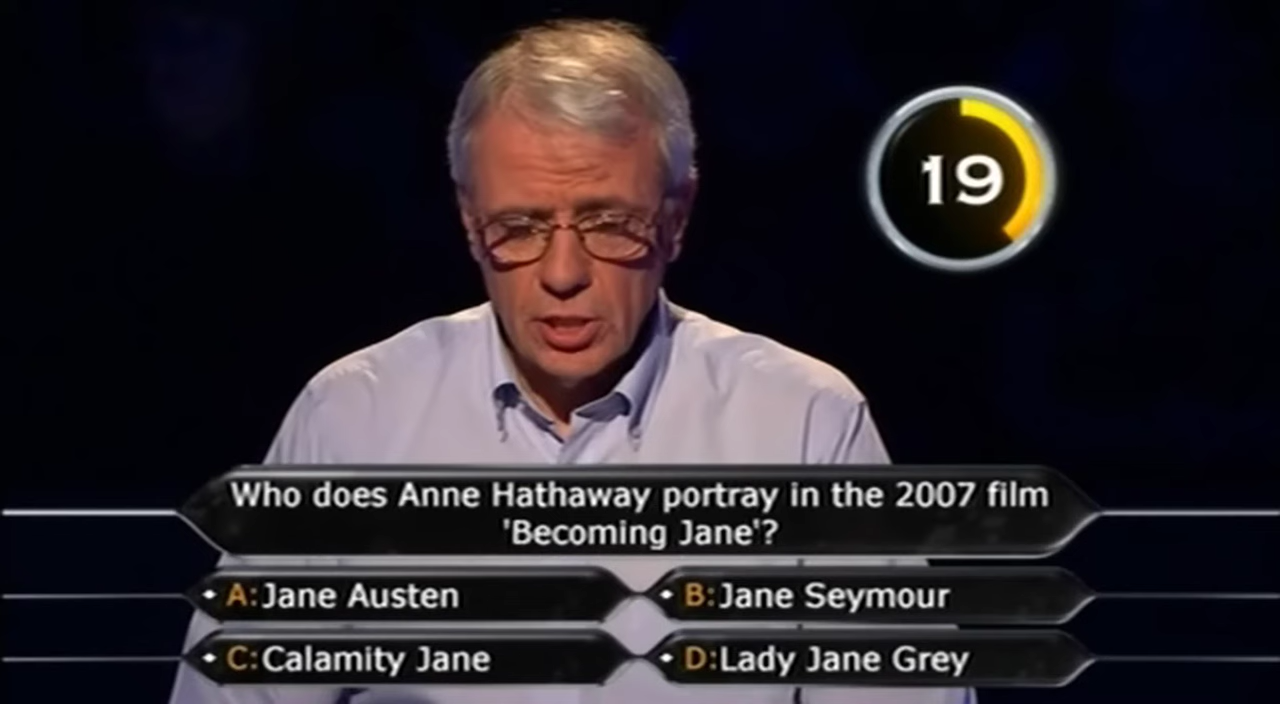 19
Who does Anne Hathaway portray in the 2007 film
'Becoming Jane'?
A:Jane Austen
B:Jane Seymour
C:Calamity Jane
D:Lady Jane Grey